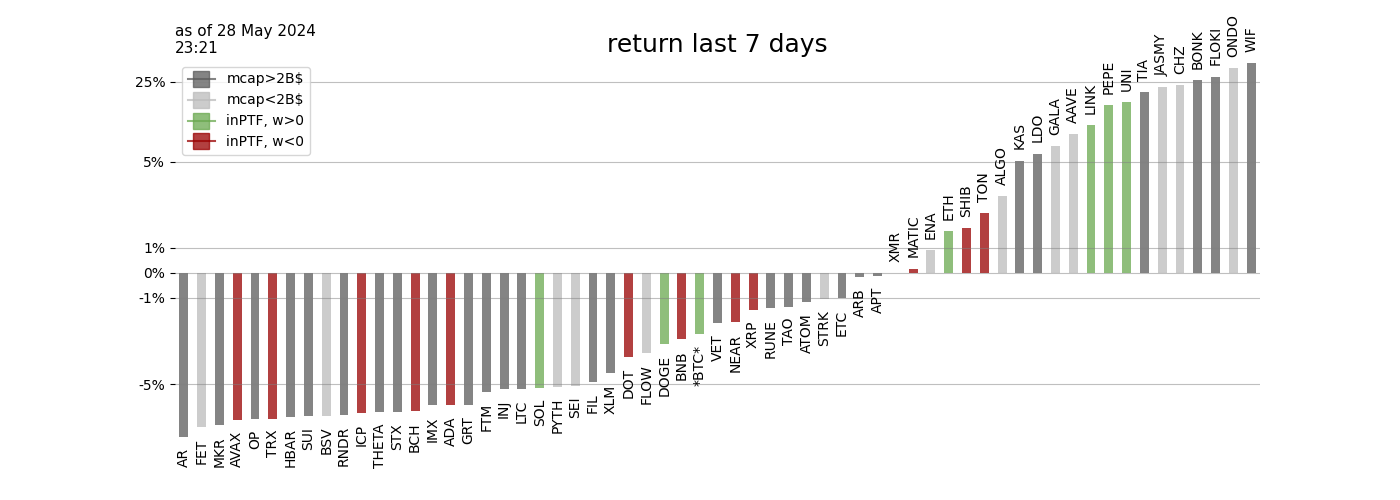 as of 28 May 2024
23:21
return last 7 days
mcap>2B$
mcap<2B$
inPTF, w>0
inPTF, w<0
25%
5%
1%
0%
-1%
-5%
AR
FET
MKR
AVAX
OP
TRX
HBAR
SUI
BSV
RNDR
ICP
THETA
STX
BCH
IMX
ADA
GRT
FTM
INJ
LTC
SOL
PYTH
SEI
FIL
XLM
DOT
FLOW
DOGE
BNB
*BTC*
VET
NEAR
XRP
RUNE
TAO
ATOM
STRK
ETC
ARB
APT
XMR
MATIC
ENA
ETH
SHIB
TON
ALGO
KAS
LDO
GALA
AAVE
LINK
PEPE
UNI
TIA
JASMY
CHZ
BONK
FLOKI
ONDO
WIF